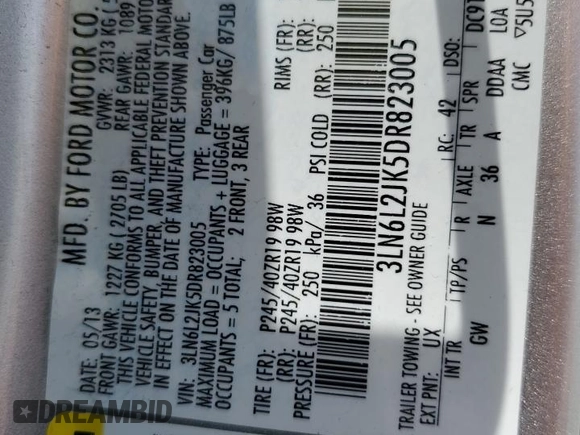 MFD. BY FORD MOTOR CO.
DATE: 05/13 GVWR: 2313 KG
FRONT GAWR: 1227 KG (2705LB) REAR GAWR: 1089
THIS VEHICLE CONFORMS TO ALL APPLICABLE FEDERAL MOTOR
VEHICLE SAFETY, BUMPER, AND THEFT PREVENTION STANDARDS
IN EFFECT ON THE DATE OF MANUFACTURE SHOWN ABOVE.
VIN: 3LN6L2JK5DR823005 TYPE: Passenger Car
MAXIMUM LOAD = OCCUPANTS + LUGGAGE = 396KG/ 875LB
OCCUPANTS = 5 TOTAL; 2 FRONT, 3 REAR
TIRE (FR): P245/40ZR19 98W RIMS (FR):
(RR): P245/40ZR19 98W (RR):
PRESSURE (FR): 250 kPa/ 36 PSI COLD (RR): 250
3LN6L2JK5DR823005
TRAILER TOWING - SEE OWNER GUIDE
EXT PNT: UX RC: 42 DSO:
INT TR TP/PS R AXLE TR SPR
GW N 36 A DDAA LOA
CMC
DREAMBID